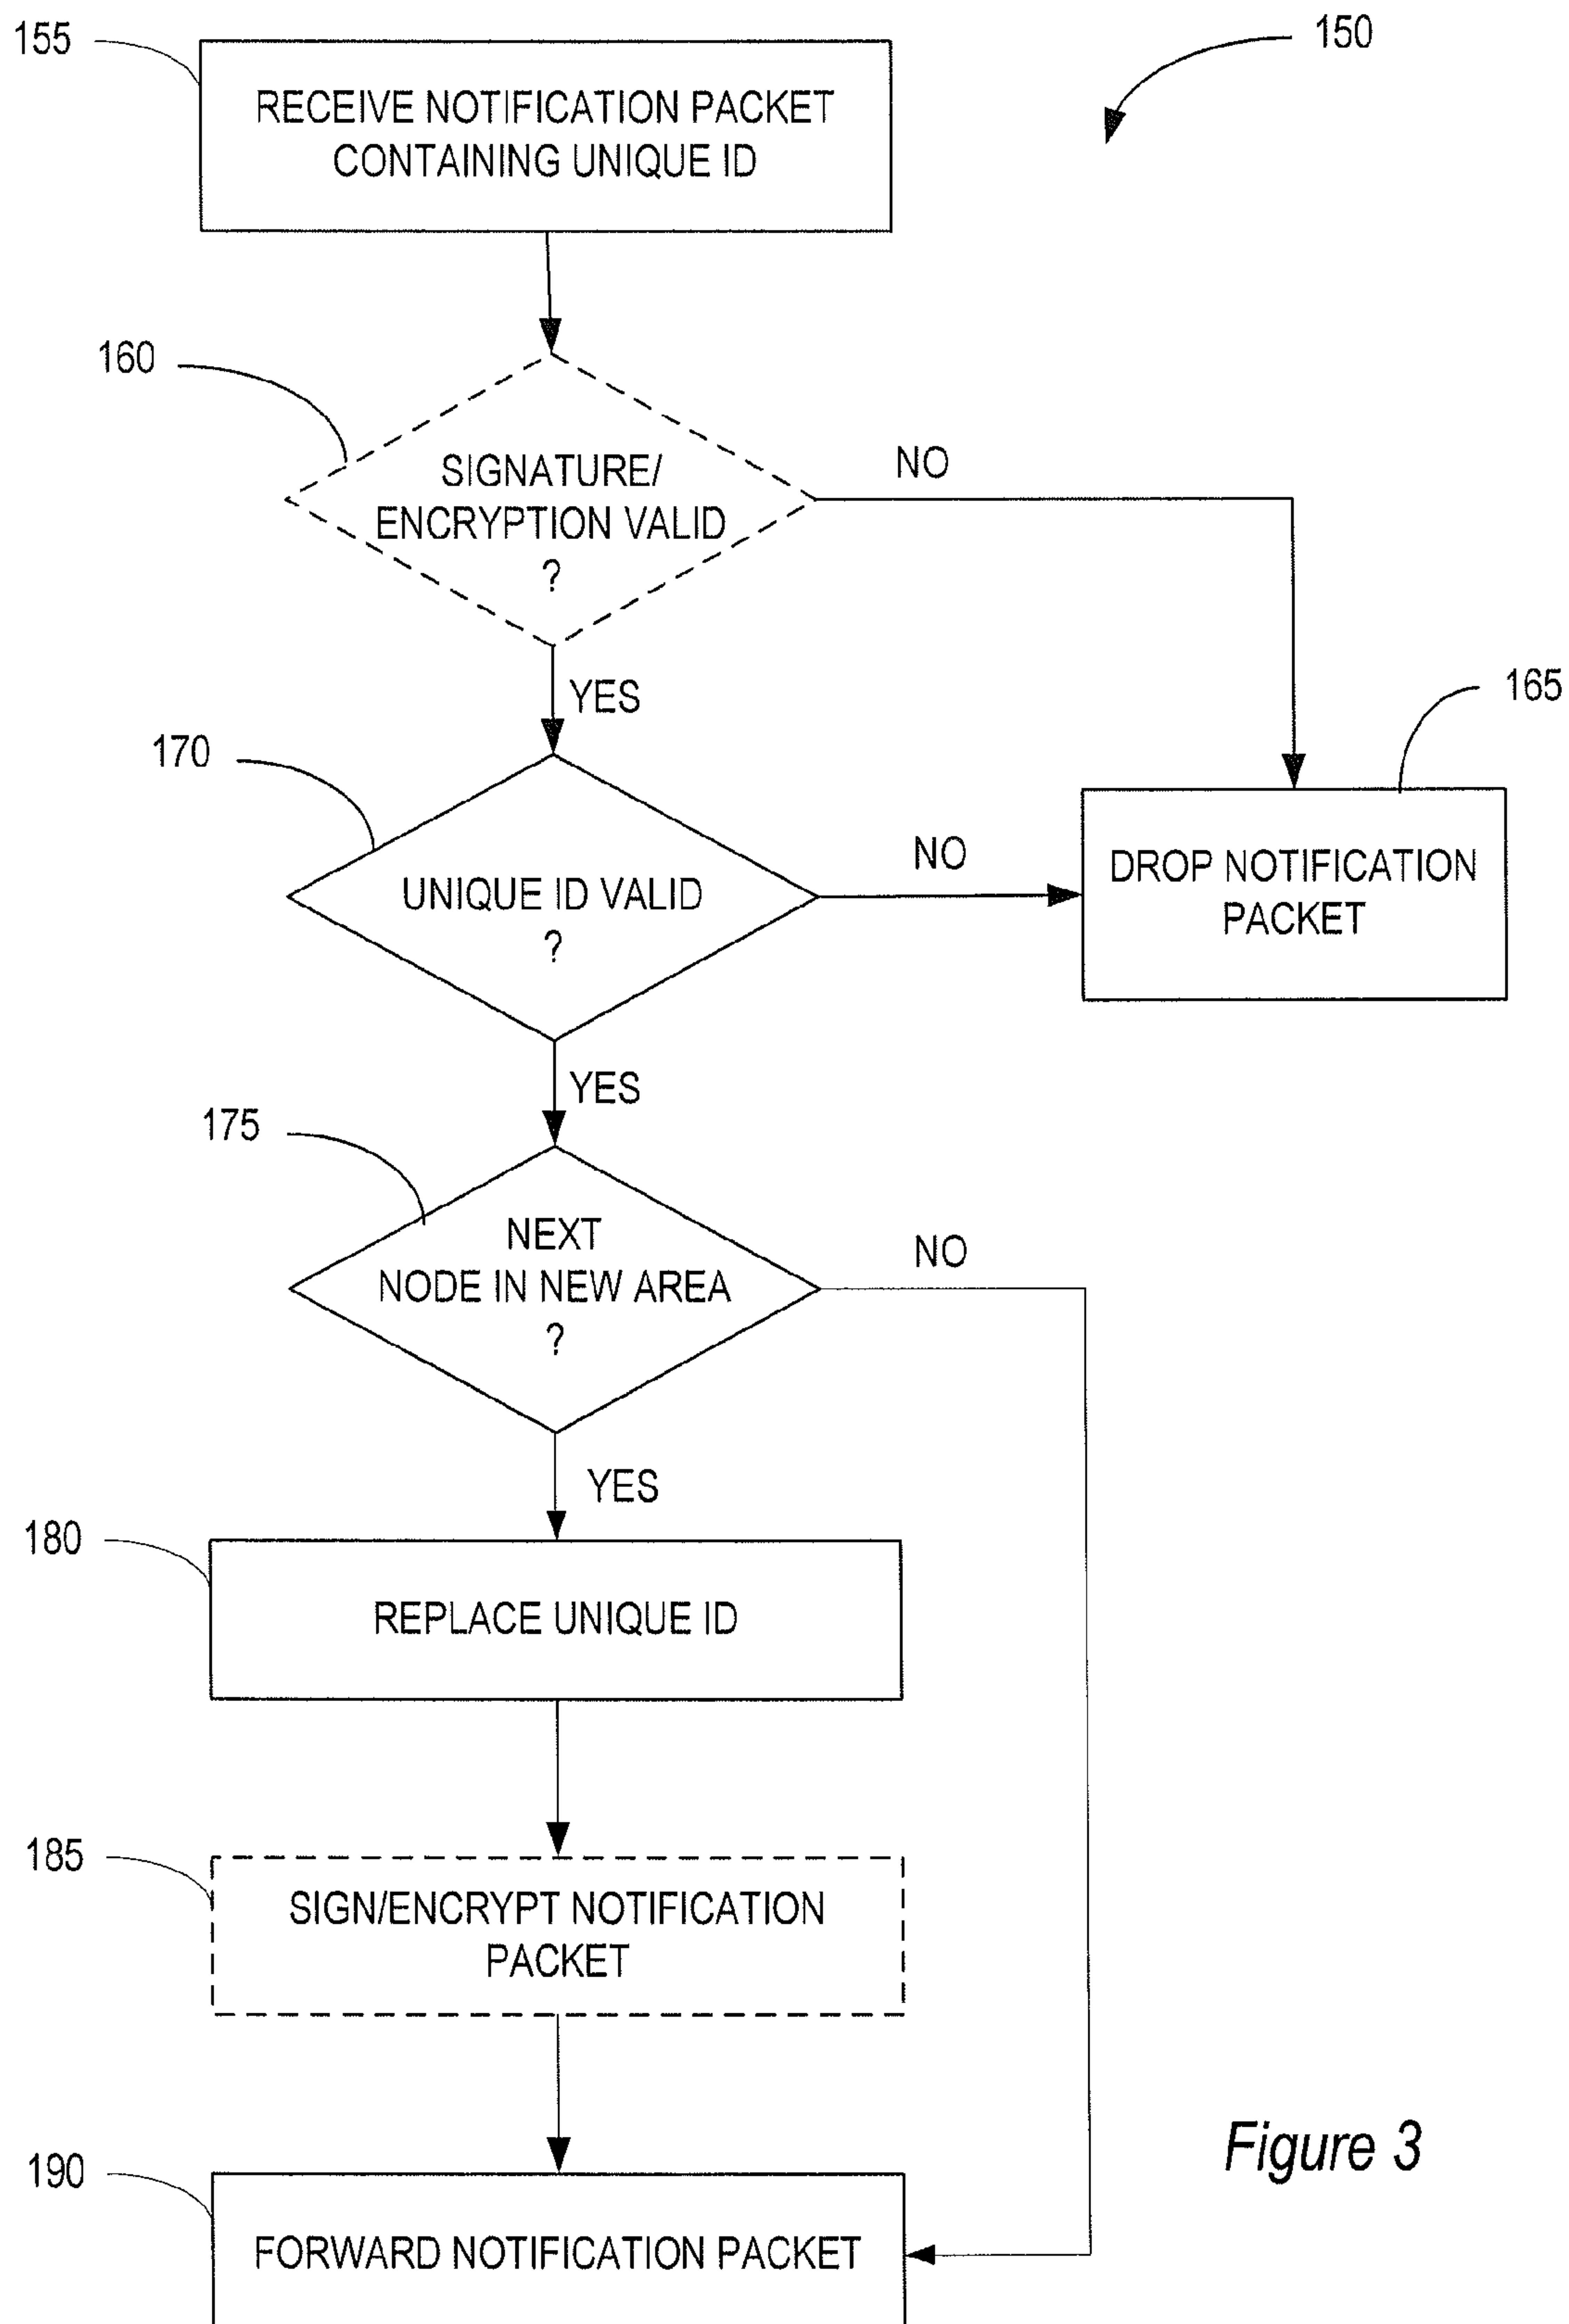 155
150
RECEIVE NOTIFICATION PACKET
CONTAINING UNIQUE ID
160
SIGNATURE/
ENCRYPTION VALID
?
NO
YES
165
170
UNIQUE ID VALID
?
NO
DROP NOTIFICATION
PACKET
YES
175
NEXT
NODE IN NEW AREA
?
NO
YES
180
REPLACE UNIQUE ID
185
SIGN/ENCRYPT NOTIFICATION
PACKET
190
FORWARD NOTIFICATION PACKET
Figure 3